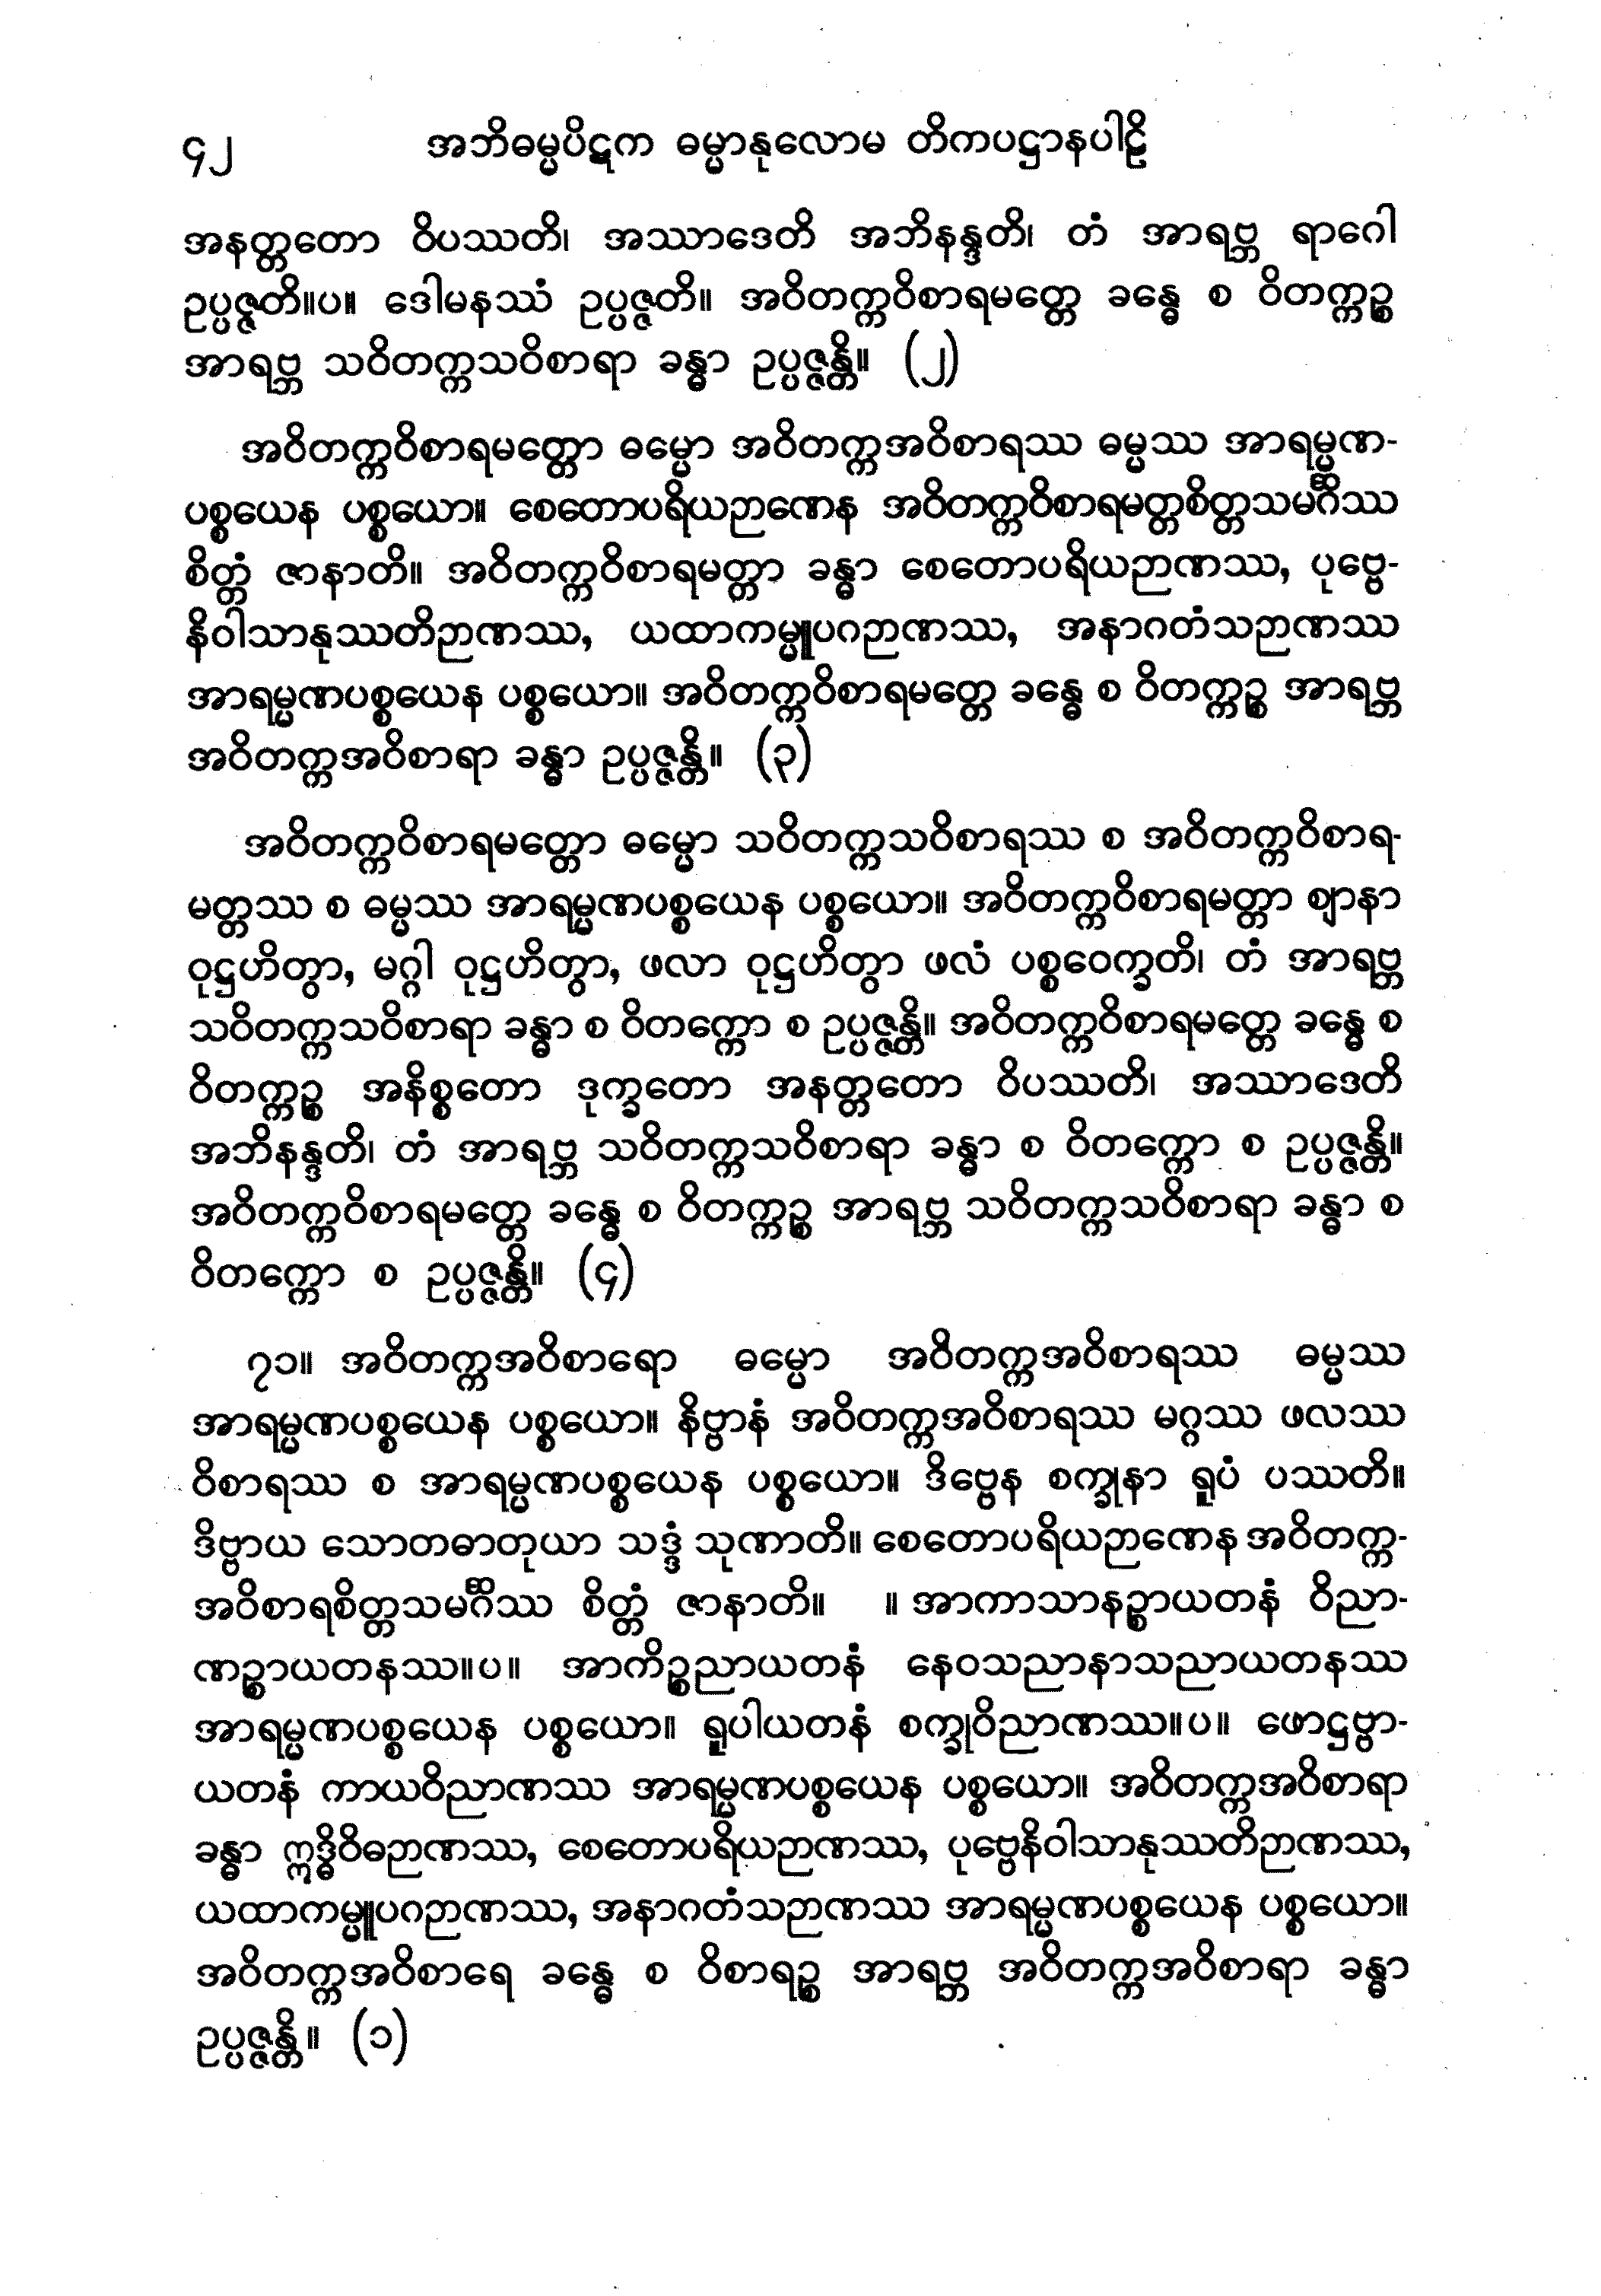 ၄၂ အဘိဓမ္မပိဋက ဓမ္မာနုလောမ တိကပဋ္ဌာနပါဠိ
အနတ္တတော ဝိပဿတိ၊ အဿာဒေတိ အဘိနန္ဒတိ၊ တံ အာရဗ္ဘ ရာဂေါ
ဥပ္ပဇ္ဇတိ။ပ။ ဒေါမနဿံ ဥပ္ပဇ္ဇတိ။ အဝိတက္ကဝိစာရမတ္တေ ခန္ဓေ စ ဝိတက္ကဉ္စ
အာရဗ္ဘ သဝိတက္ကသဝိစာရာ ခန္ဓာ ဥပ္ပဇ္ဇန္တိ။ (၂)
အဝိတက္ကဝိစာရမတ္တော ဓမ္မော အဝိတက္ကအဝိစာရဿ ဓမ္မဿ အာရမ္မဏ-
ပစ္စယေန ပစ္စယော။ စေတောပရိယဉာဏေန အဝိတက္ကဝိစာရမတ္တစိတ္တသမင်္ဂိဿ
စိတ္တံ ဇာနာတိ။ အဝိတက္ကဝိစာရမတ္တာ ခန္ဓာ စေတောပရိယဉာဏဿ, ပုဗ္ဗေ-
နိဝါသာနုဿတိဉာဏဿ, ယထာကမ္မူပဂဉာဏဿ, အနာဂတံသဉာဏဿ
အာရမ္မဏပစ္စယေန ပစ္စယော။ အဝိတက္ကဝိစာရမတ္တေ ခန္ဓေ စ ဝိတက္ကဉ္စ အာရဗ္ဘ
အဝိတက္ကအဝိစာရာ ခန္ဓာ ဥပ္ပဇ္ဇန္တိ။ (၃)
အဝိတက္ကဝိစာရမတ္တော ဓမ္မော သဝိတက္ကသဝိစာရဿ စ အဝိတက္ကဝိစာရ-
မတ္တဿ စ ဓမ္မဿ အာရမ္မဏပစ္စယေန ပစ္စယော။ အဝိတက္ကဝိစာရမတ္တာ ဈာနာ
ဝုဋ္ဌဟိတွာ, မဂ္ဂါ ဝုဋ္ဌဟိတွာ, ဖလာ ဝုဋ္ဌဟိတွာ ဖလံ ပစ္စဝေက္ခတိ၊ တံ အာရဗ္ဘ
သဝိတက္ကသဝိစာရာ ခန္ဓာ စ ဝိတက္ကော စ ဥပ္ပဇ္ဇန္တိ။ အဝိတက္ကဝိစာရမတ္တေ ခန္ဓေ စ
ဝိတက္ကဉ္စ အနိစ္စတော ဒုက္ခတော အနတ္တတော ဝိပဿတိ၊ အဿာဒေတိ
အဘိနန္ဒတိ၊ တံ အာရဗ္ဘ သဝိတက္ကသဝိစာရာ ခန္ဓာ စ ဝိတက္ကော စ ဥပ္ပဇ္ဇန္တိ။
အဝိတက္ကဝိစာရမတ္တေ ခန္ဓေ စ ဝိတက္ကဉ္စ အာရဗ္ဘ သဝိတက္ကသဝိစာရာ ခန္ဓာ စ
ဝိတက္ကော စ ဥပ္ပဇ္ဇန္တိ။ (၄)
၇၁။ အဝိတက္ကအဝိစာရော ဓမ္မော အဝိတက္ကအဝိစာရဿ ဓမ္မဿ
အာရမ္မဏပစ္စယေန ပစ္စယော။ နိဗ္ဗာနံ အဝိတက္ကအဝိစာရဿ မဂ္ဂဿ ဖလဿ
ဝိစာရဿ စ အာရမ္မဏပစ္စယေန ပစ္စယော။ ဒိဗ္ဗေန စက္ခုနာ ရူပံ ပဿတိ။
ဒိဗ္ဗာယ သောတဓာတုယာ သဒ္ဒံ သုဏာတိ။ စေတောပရိယဉာဏေန အဝိတက္က-
အဝိစာရစိတ္တသမင်္ဂိဿ စိတ္တံ ဇာနာတိ။ ။ အာကာသာနဉ္စာယတနံ ဝိညာ-
ဏဉ္စာယတနဿ။ပ။ အာကိဉ္စညာယတနံ နေဝသညာနာသညာယတနဿ
အာရမ္မဏပစ္စယေန ပစ္စယော။ ရူပါယတနံ စက္ခုဝိညာဏဿ။ပ။ ဖောဋ္ဌဗ္ဗာ-
ယတနံ ကာယဝိညာဏဿ အာရမ္မဏပစ္စယေန ပစ္စယော။ အဝိတက္ကအဝိစာရာ
ခန္ဓာ ဣဒ္ဓိဝိဓဉာဏဿ, စေတောပရိယဉာဏဿ, ပုဗ္ဗေနိဝါသာနုဿတိဉာဏဿ,
ယထာကမ္မူပဂဉာဏဿ, အနာဂတံသဉာဏဿ အာရမ္မဏပစ္စယေန ပစ္စယော။
အဝိတက္ကအဝိစာရေ ခန္ဓေ စ ဝိစာရဉ္စ အာရဗ္ဘ အဝိတက္ကအဝိစာရာ ခန္ဓာ
ဥပ္ပဇ္ဇန္တိ။ (၁)